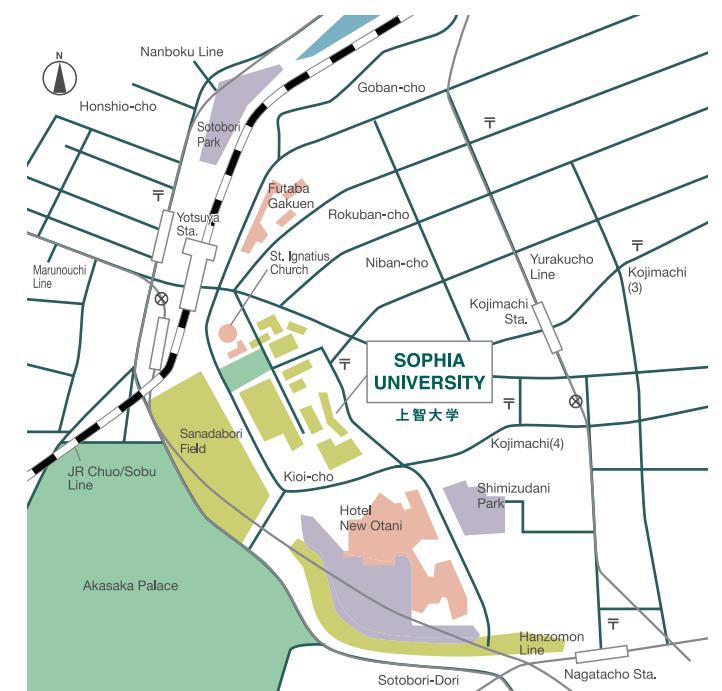 N
Nanboku Line
Goban-cho
Honshio-cho
Sotobori
Park
〒
Futaba
Gakuen
〒
Yotsuya
Sta.
Rokuban-cho
St. Ignatius
Church
Niban-cho
Yurakucho
Line
〒
Kojimachi
(3)
Marunouchi
Line
Kojimachi
Sta.
SOPHIA
UNIVERSITY
上智大学
〒
〒
Sanadabori
Field
Kojimachi(4)
JR Chuo/Sobu
Line
Kioi-cho
Shimizudani
Park
Hotel
New Otani
Akasaka Palace
〒
Hanzomon
Line
Nagatacho Sta.
Sotobori-Dori